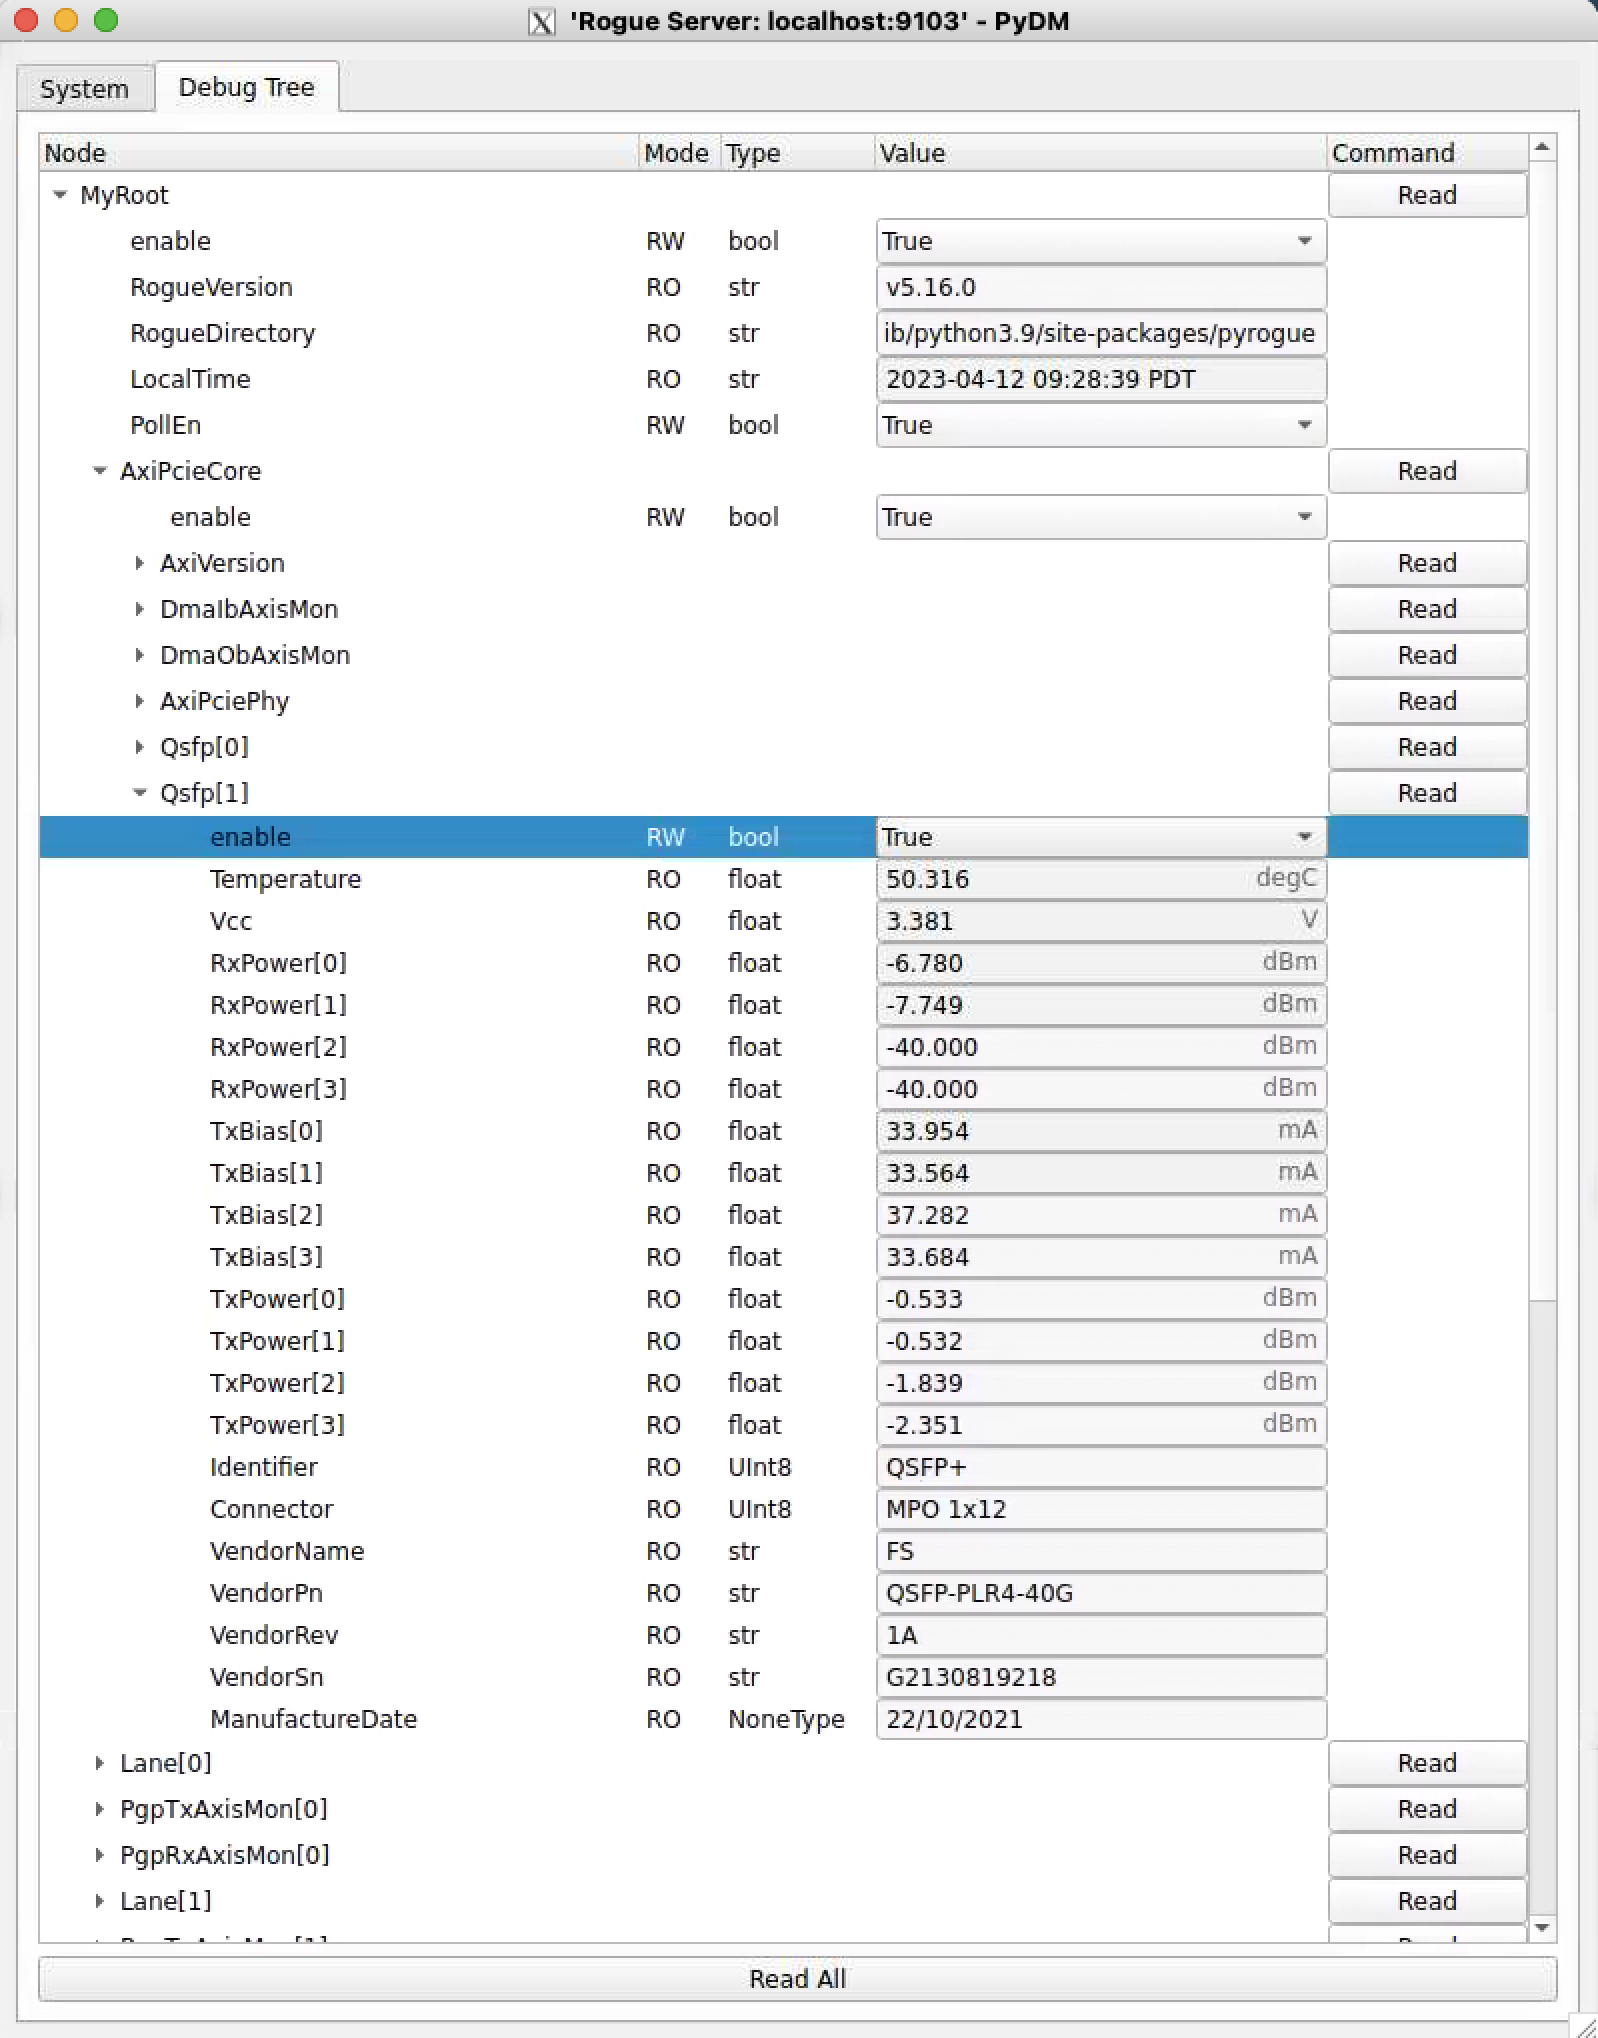 'Rogue Server: localhost:9103' - PyDM
System Debug Tree
Node Mode Type Value Command
MyRoot Read
enable RW bool True
RogueVersion RO str v5.16.0
RogueDirectory RO str ib/python3.9/site-packages/pyrogue
LocalTime RO str 2023-04-12 09:28:39 PDT
PollEn RW bool True
AxiPcieCore Read
enable RW bool True
AxiVersion Read
DmaIbAxisMon Read
DmaObAxisMon Read
AxiPciePhy Read
Qsfp[0] Read
Qsfp[1] Read
enable RW bool True
Temperature RO float 50.316 degC
Vcc RO float 3.381 V
RxPower[0] RO float -6.780 dBm
RxPower[1] RO float -7.749 dBm
RxPower[2] RO float -40.000 dBm
RxPower[3] RO float -40.000 dBm
TxBias[0] RO float 33.954 mA
TxBias[1] RO float 33.564 mA
TxBias[2] RO float 37.282 mA
TxBias[3] RO float 33.684 mA
TxPower[0] RO float -0.533 dBm
TxPower[1] RO float -0.532 dBm
TxPower[2] RO float -1.839 dBm
TxPower[3] RO float -2.351 dBm
Identifier RO UInt8 QSFP+
Connector RO UInt8 MPO 1x12
VendorName RO str FS
VendorPn RO str QSFP-PLR4-40G
VendorRev RO str 1A
VendorSn RO str G2130819218
ManufactureDate RO NoneType 22/10/2021
Lane[0] Read
PgpTxAxisMon[0] Read
PgpRxAxisMon[0] Read
Lane[1] Read
Read All